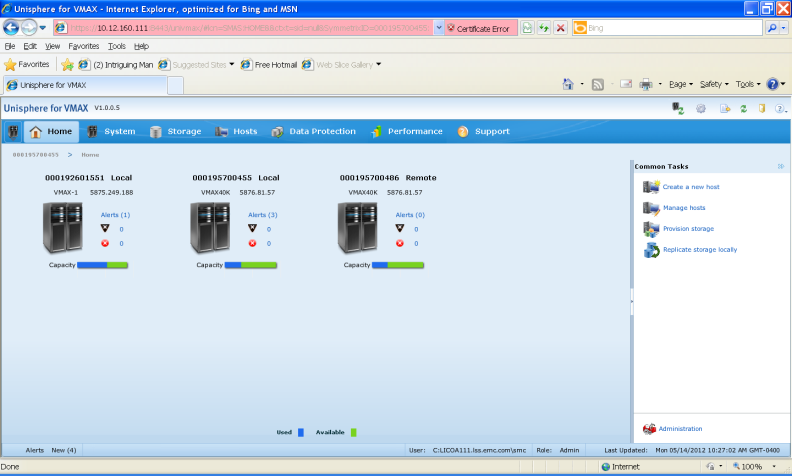 Unisphere for VMAX - Internet Explorer, optimized for Bing and MSN
10.12.160.111
Certificate Error
Bing
File Edit View Favorites Tools Help
Favorites (2) Intriguing Man Suggested Sites Free Hotmail Web Slice Gallery
Unisphere for VMAX
Page Safety Tools
Unisphere for VMAX V1.0.0.5
Home System Storage Hosts Data Protection Performance Support
000195700455 > Home
000192601551 Local
VMAX-1 5875.249.188
Alerts (1)
0
0
Capacity
000195700455 Local
VMAX40K 5876.81.57
Alerts (3)
0
0
Capacity
000195700486 Remote
VMAX40K 5876.81.57
Alerts (0)
0
0
Capacity
Common Tasks
Create a new host
Manage hosts
Provision storage
Replicate storage locally
Used Available
Administration
Alerts New (4) User: C:LICOA111.lss.emc.com\smc Role: Admin Last Updated: Mon 05/14/2012 10:27:02 AM GMT-0400
Done Internet 100%